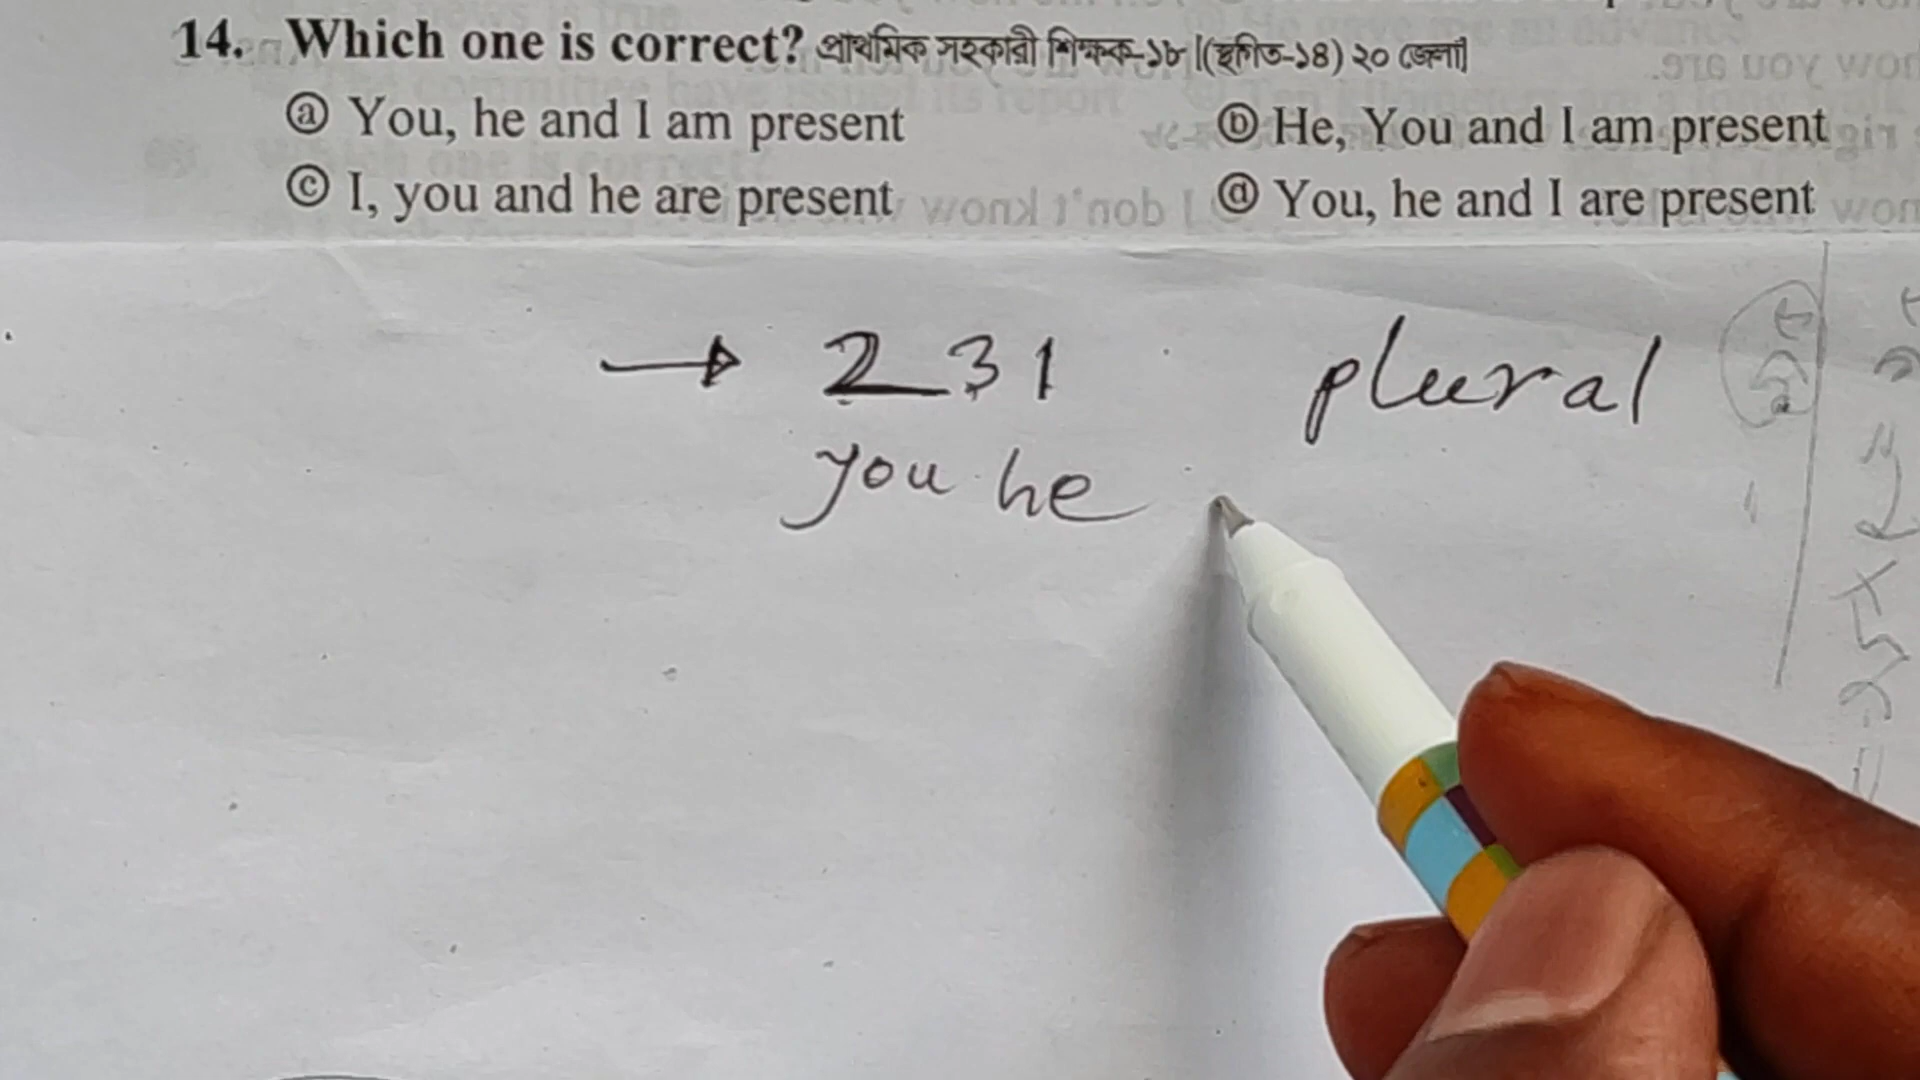 14. Which one is correct? প্রাথমিক সহকারী শিক্ষক-১৮ [(স্থগিত-১৪) ২০ জেলা]
ⓐ You, he and I am present
ⓑ He, You and I am present
ⓒ I, you and he are present
ⓓ You, he and I are present
→ 2 3 1 plural
you he